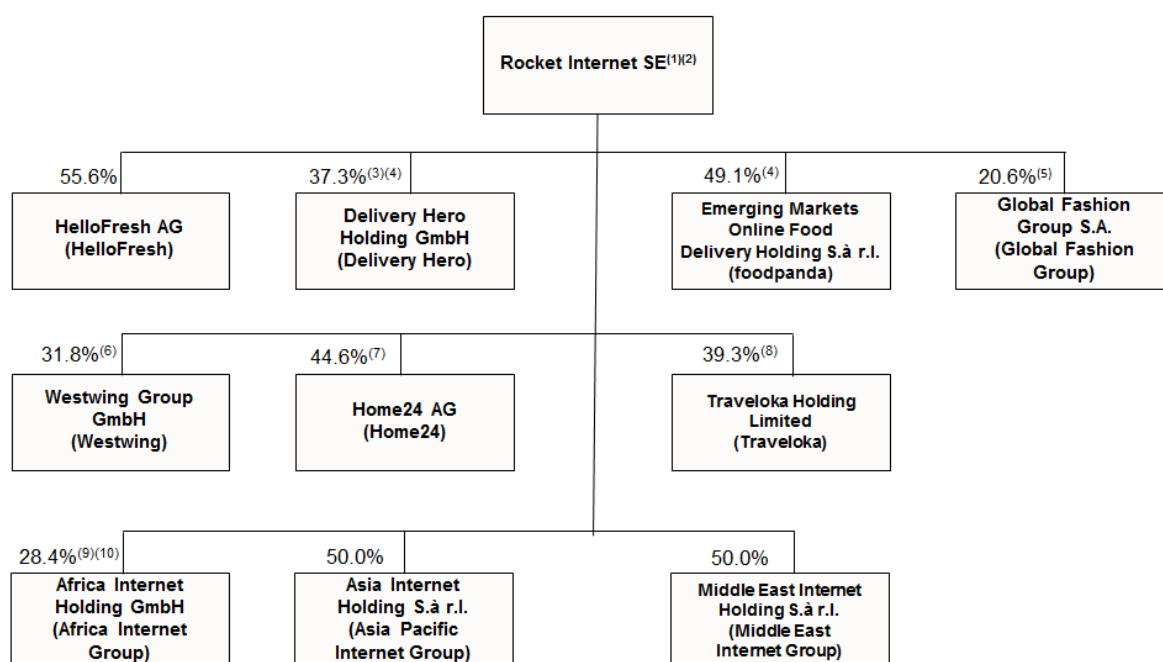 Rocket Internet SE(1)(2)
55.6%
37.3%(3)(4)
49.1%(4)
20.6%(5)
HelloFresh AG
(HelloFresh)
Delivery Hero
Holding GmbH
(Delivery Hero)
Emerging Markets
Online Food
Delivery Holding S.à r.l.
(foodpanda)
Global Fashion
Group S.A.
(Global Fashion
Group)
31.8%(6)
44.6%(7)
39.3%(8)
Westwing Group
GmbH
(Westwing)
Home24 AG
(Home24)
Traveloka Holding
Limited
(Traveloka)
28.4%(9)(10)
50.0%
50.0%
Africa Internet
Holding GmbH
(Africa Internet
Group)
Asia Internet
Holding S.à r.l.
(Asia Pacific
Internet Group)
Middle East Internet
Holding S.à r.l.
(Middle East
Internet Group)